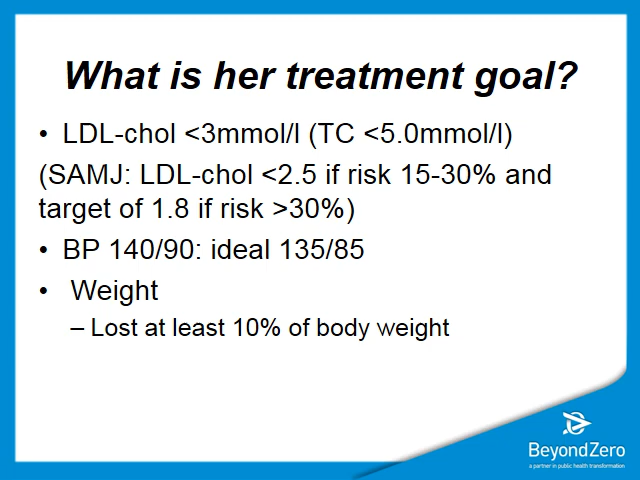 What is her treatment goal?
• LDL-chol <3mmol/l (TC <5.0mmol/l)
(SAMJ: LDL-chol <2.5 if risk 15-30% and
target of 1.8 if risk >30%)
• BP 140/90: ideal 135/85
• Weight
– Lost at least 10% of body weight
BeyondZero
a partner in public health transformation